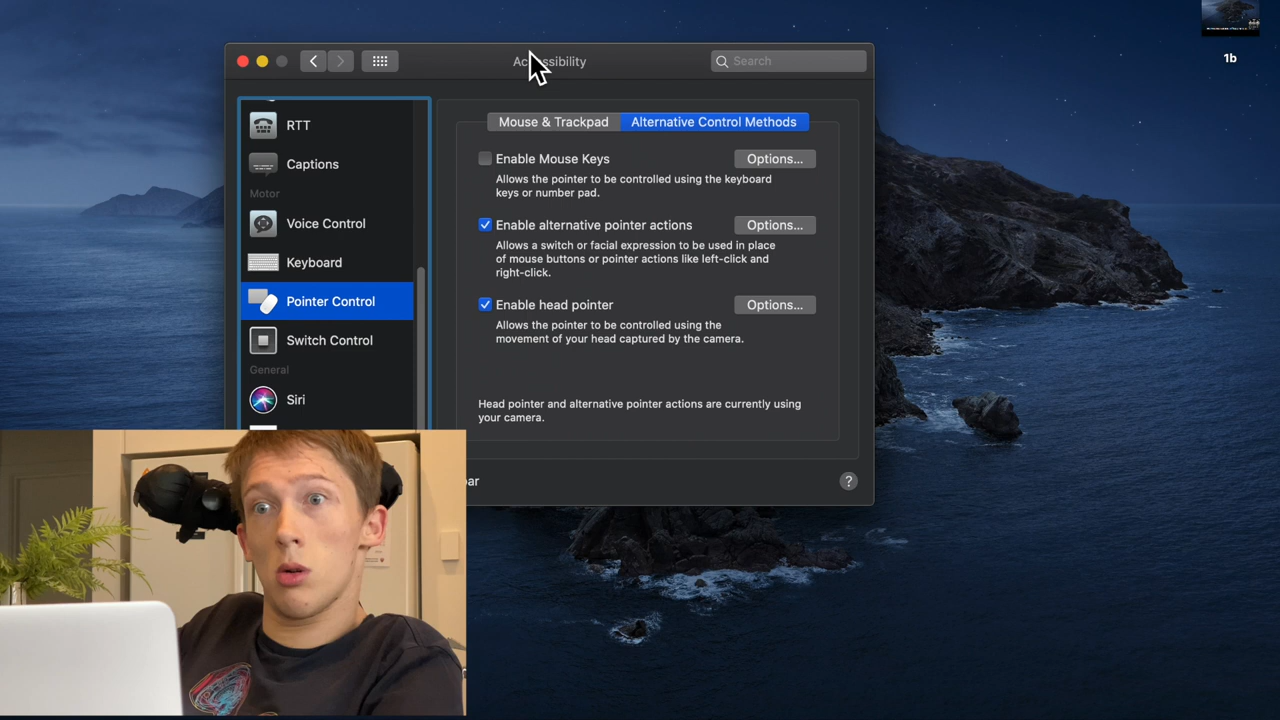 1b
Accessibility
Search
RTT
Captions
Motor
Voice Control
Keyboard
Pointer Control
Switch Control
General
Siri
Mouse & Trackpad
Alternative Control Methods
Enable Mouse Keys
Options...
Allows the pointer to be controlled using the keyboard
keys or number pad.
Enable alternative pointer actions
Options...
Allows a switch or facial expression to be used in place
of mouse buttons or pointer actions like left-click and
right-click.
Enable head pointer
Options...
Allows the pointer to be controlled using the
movement of your head captured by the camera.
Head pointer and alternative pointer actions are currently using
your camera.
?